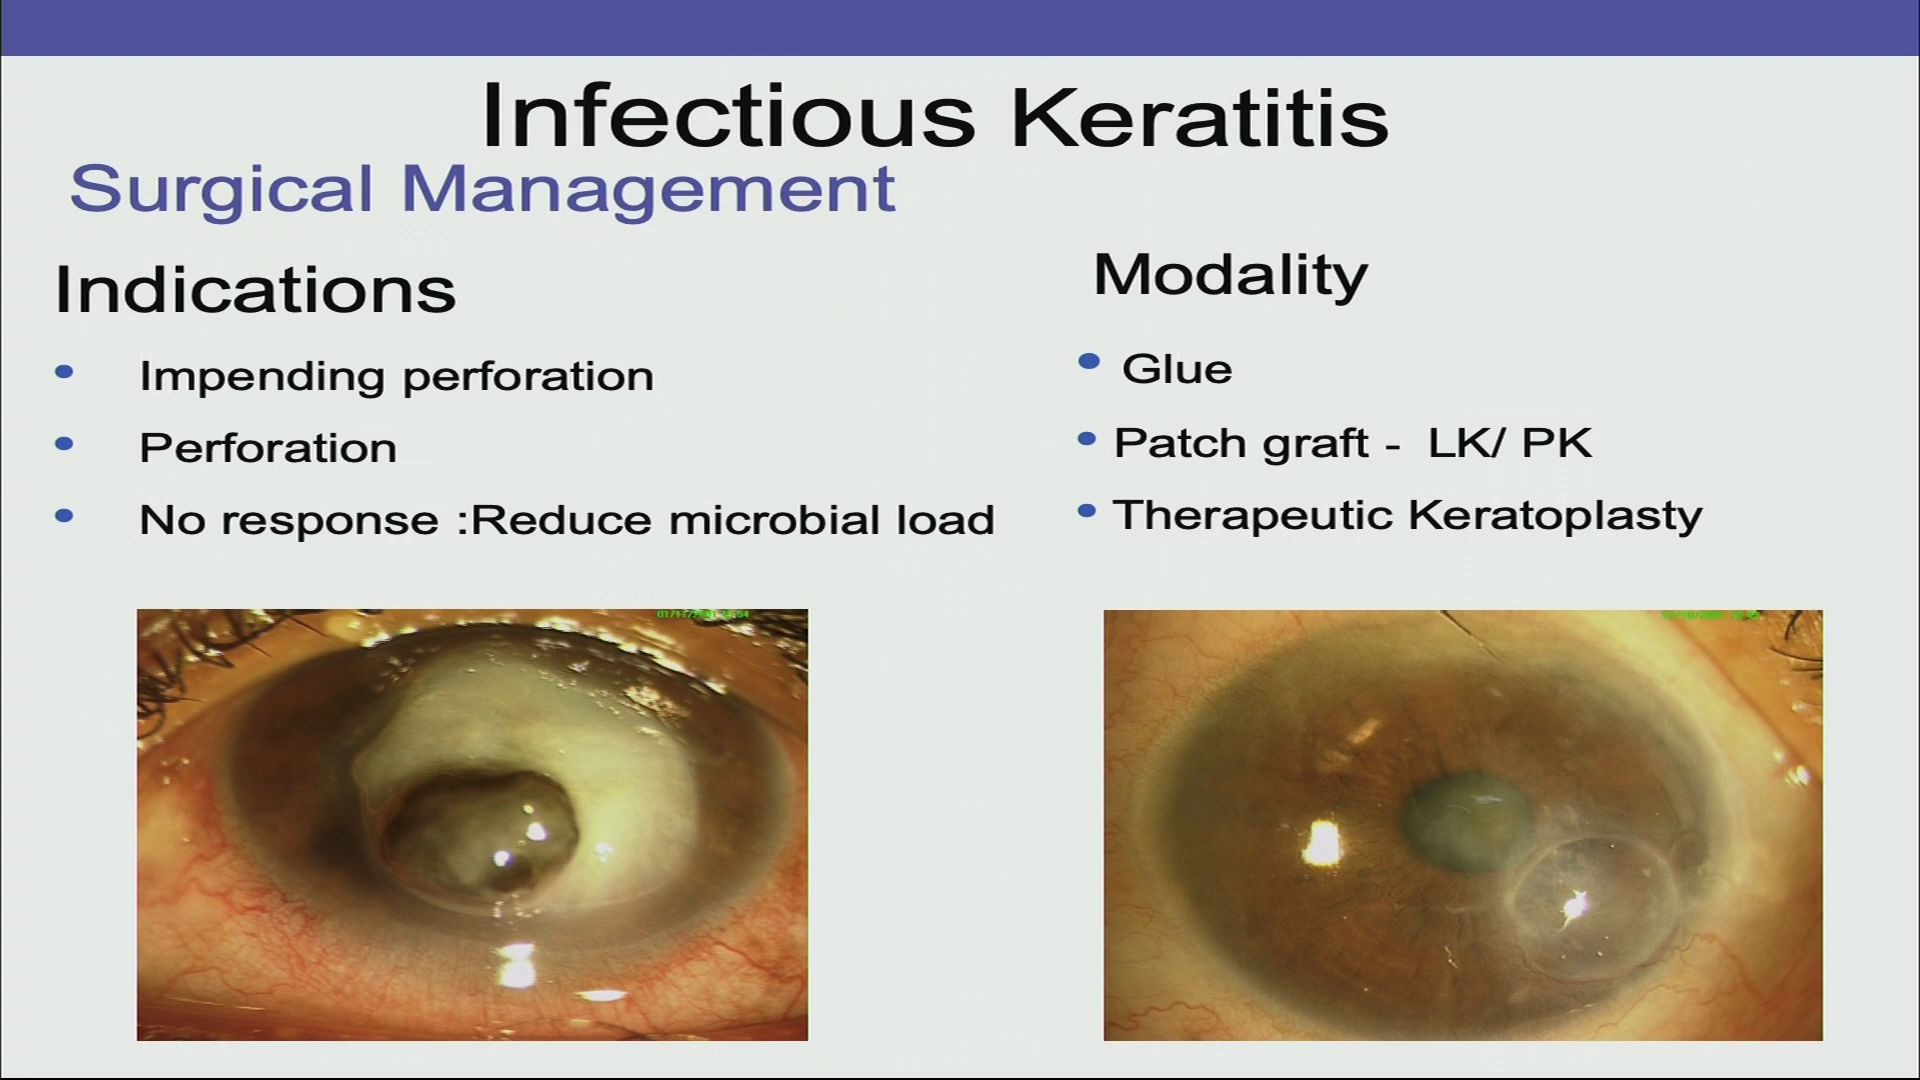 Infectious Keratitis
Surgical Management
Indications
• Impending perforation
• Perforation
• No response :Reduce microbial load
Modality
• Glue
• Patch graft - LK/ PK
• Therapeutic Keratoplasty